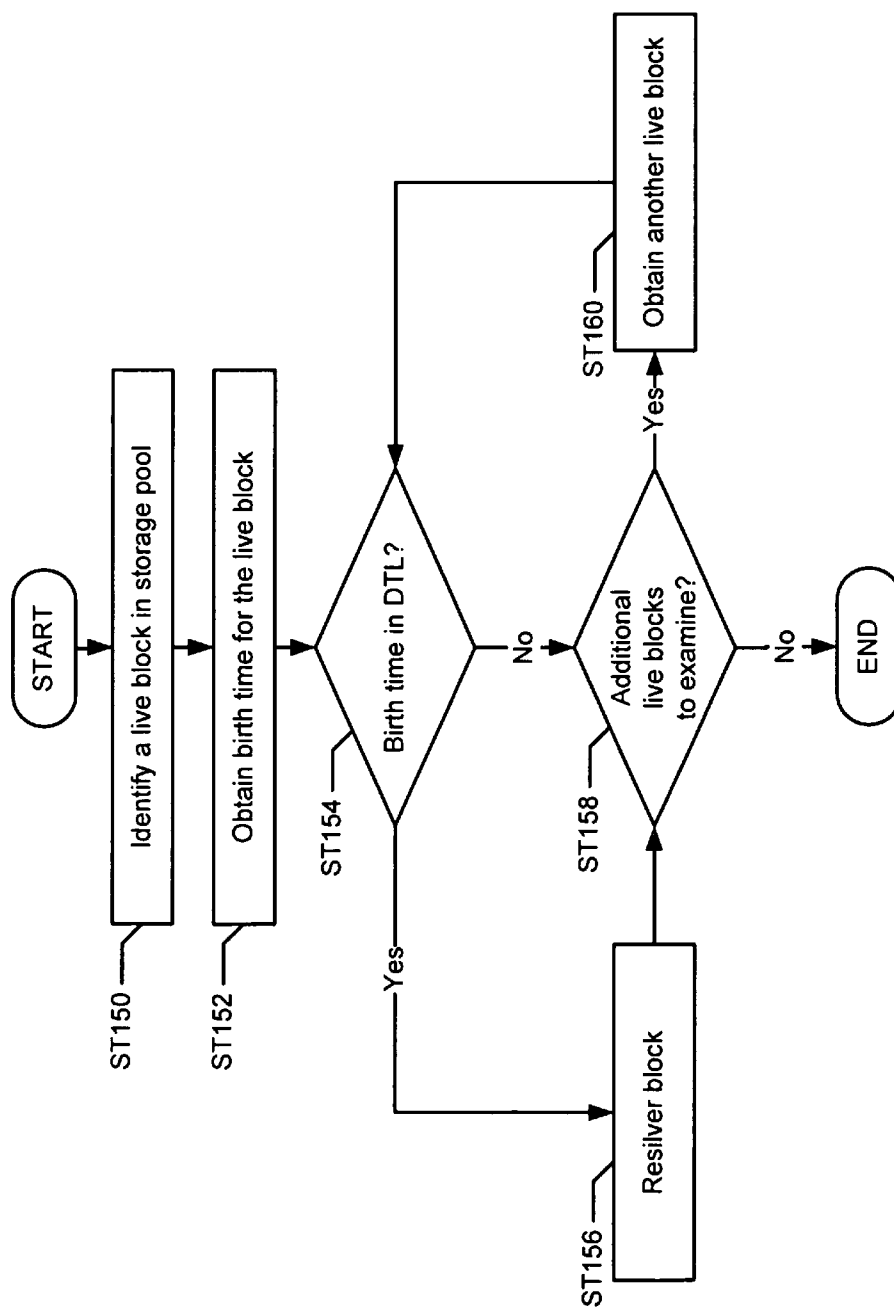 START
Identify a live block in storage pool
ST150
Obtain birth time for the live block
ST152
Birth time in DTL?
ST154
Yes
No
Resilver block
ST156
Additional
live blocks
to examine?
ST158
Yes
Obtain another live block
ST160
No
END